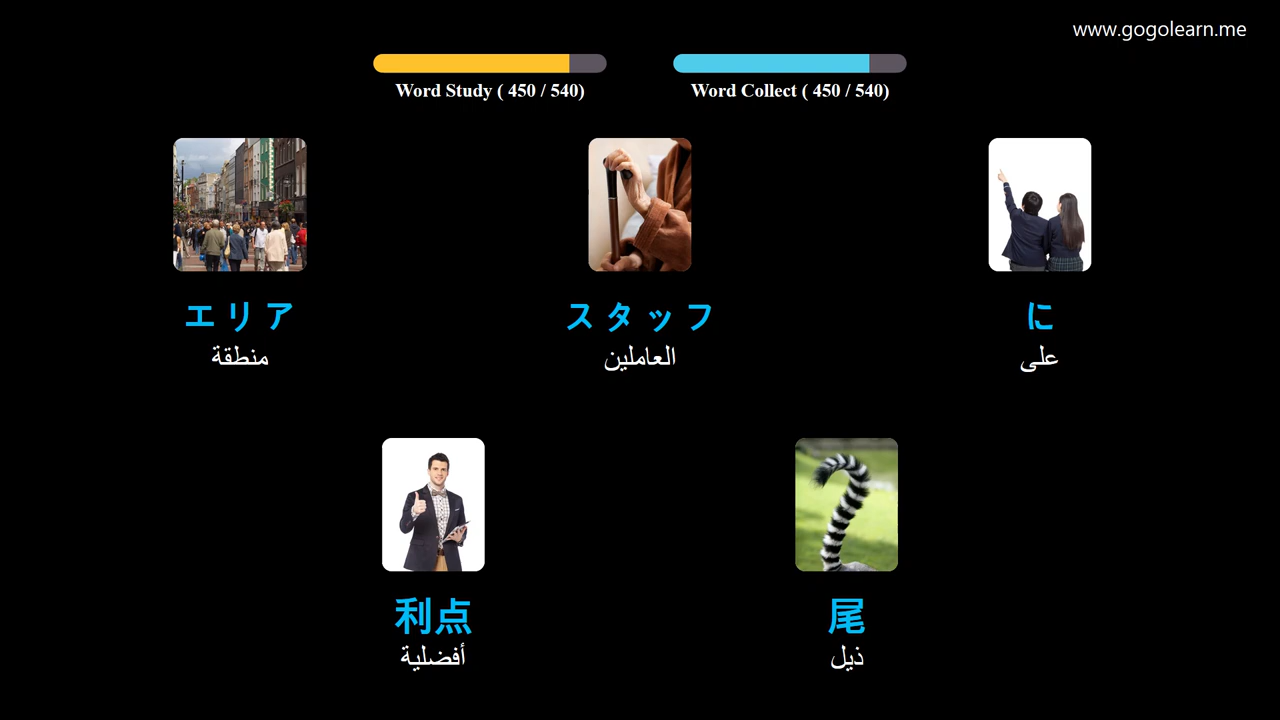 www.gogolearn.me
Word Study ( 450 / 540)
Word Collect ( 450 / 540)
エリア
منطقة
スタッフ
العاملين
に
على
利点
أفضلية
尾
ذيل